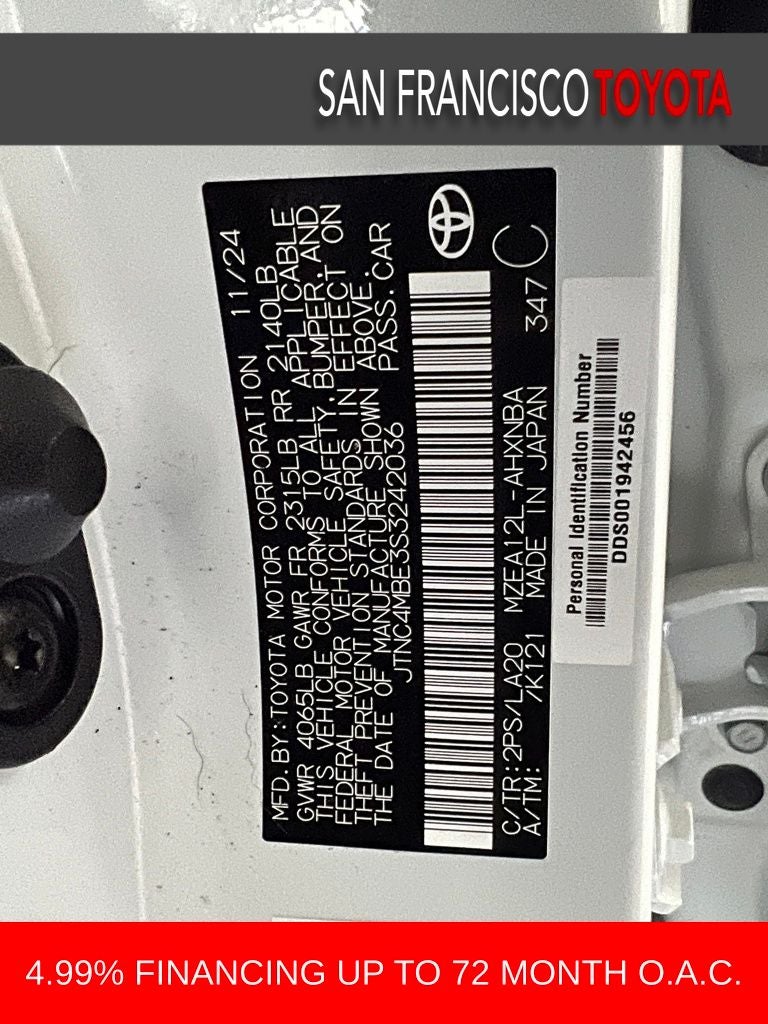 SAN FRANCISCO TOYOTA
MFD.BY:TOYOTA MOTOR CORPORATION 11/24
GVWR 4065LB GAWR FR 2315LB RR 2140LB
THIS VEHICLE CONFORMS TO ALL APPLICABLE
FEDERAL MOTOR VEHICLE SAFETY, BUMPER, AND
THEFT PREVENTION STANDARDS IN EFFECT ON
THE DATE OF MANUFACTURE SHOWN ABOVE.
JTNC4MBE3S3242036 PASS.CAR
C/TR:2PS/LA20 MZEA12L-AHXNBA 347 C
A/TM: /K121 MADE IN JAPAN
Personal Identification Number
DDS001942456
4.99% FINANCING UP TO 72 MONTH O.A.C.